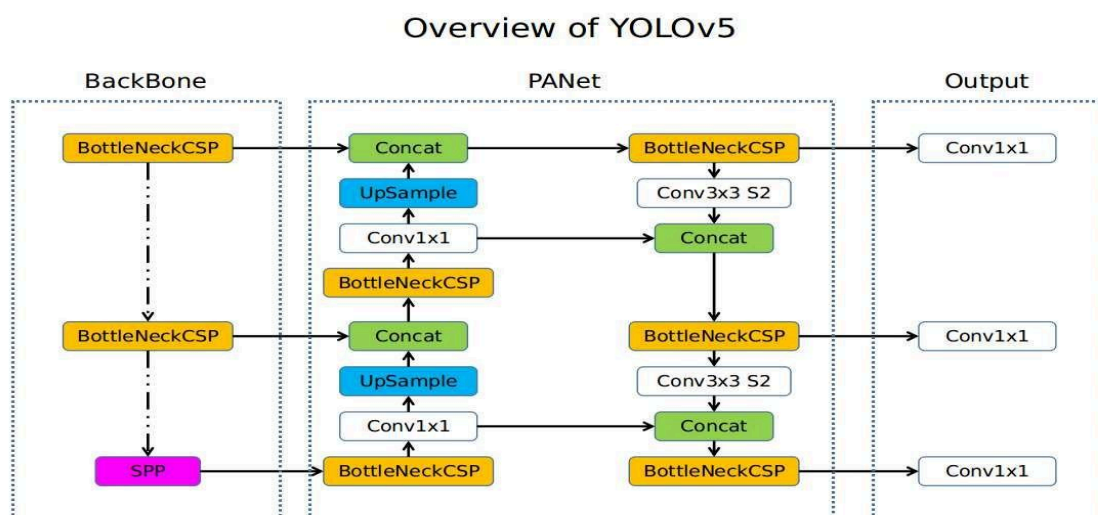 Overview of YOLOv5
BackBone
PANet
Output
BottleNeckCSP
Concat
BottleNeckCSP
Conv1x1
UpSample
Conv3x3 S2
Conv1x1
Concat
BottleNeckCSP
BottleNeckCSP
Concat
BottleNeckCSP
Conv1x1
UpSample
Conv3x3 S2
Conv1x1
Concat
SPP
BottleNeckCSP
BottleNeckCSP
Conv1x1